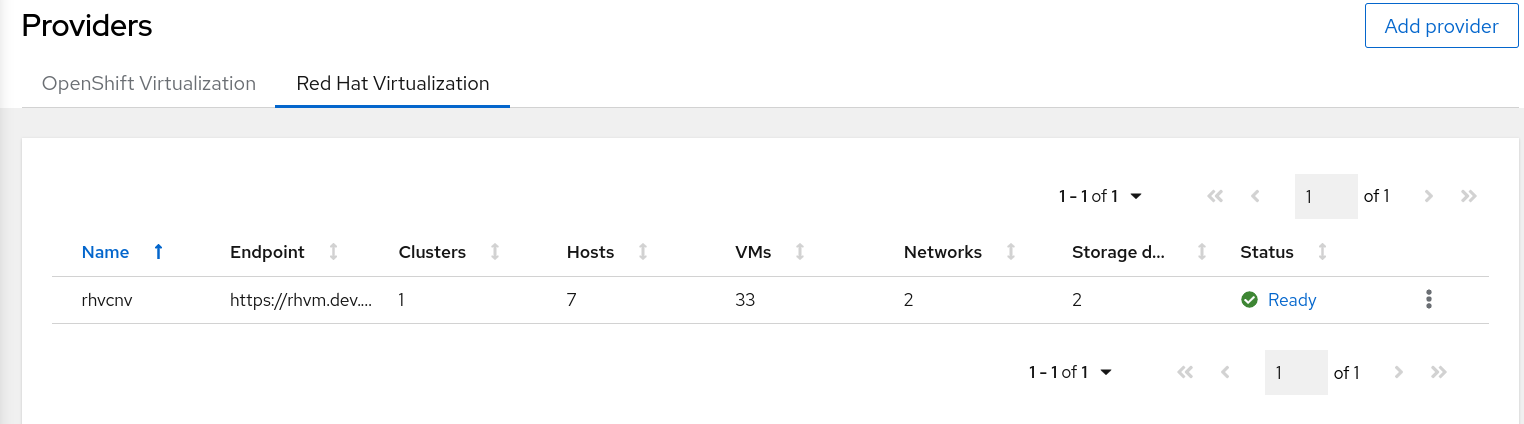 Providers
Add provider
OpenShift Virtualization Red Hat Virtualization
1 - 1 of 1 1 of 1
Name Endpoint Clusters Hosts VMs Networks Storage d... Status
rhvcnv https://rhvm.dev.... 1 7 33 2 2 Ready
1 - 1 of 1 1 of 1